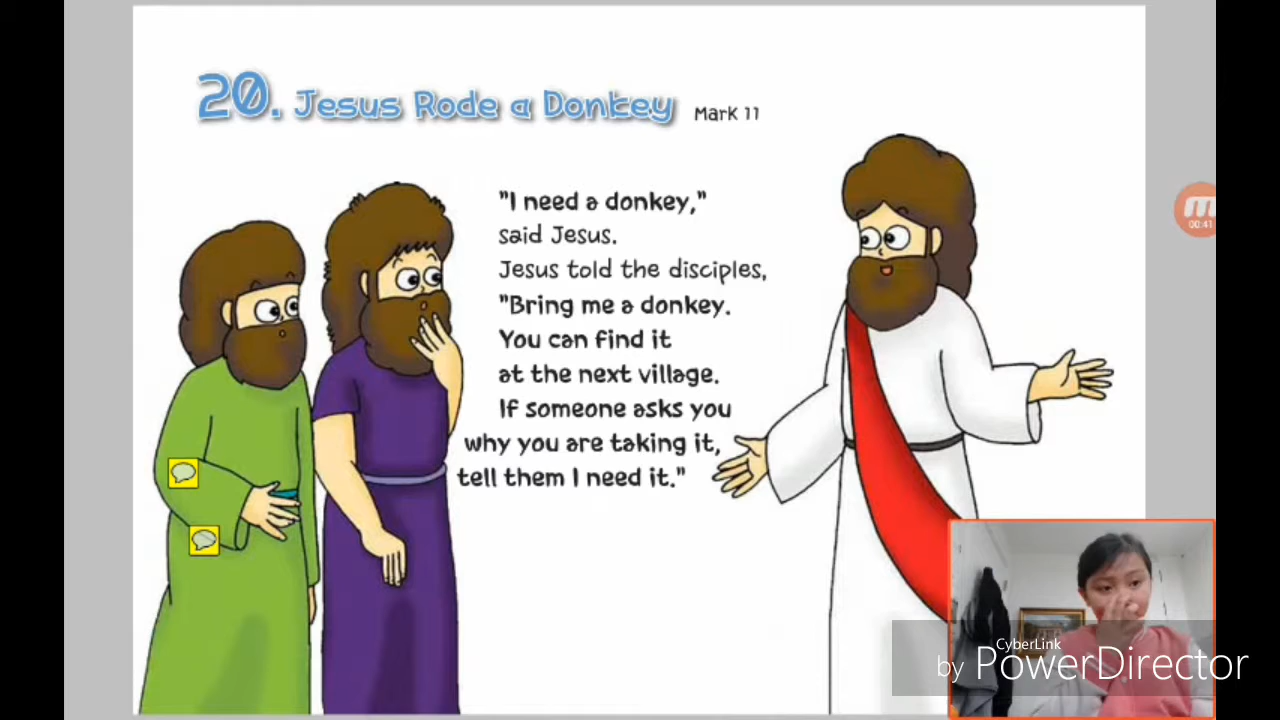 20. Jesus Rode a Donkey Mark 11
"I need a donkey,"
said Jesus.
Jesus told the disciples,
"Bring me a donkey.
You can find it
at the next village.
If someone asks you
why you are taking it,
tell them I need it."
00:41
CyberLink
by PowerDirector